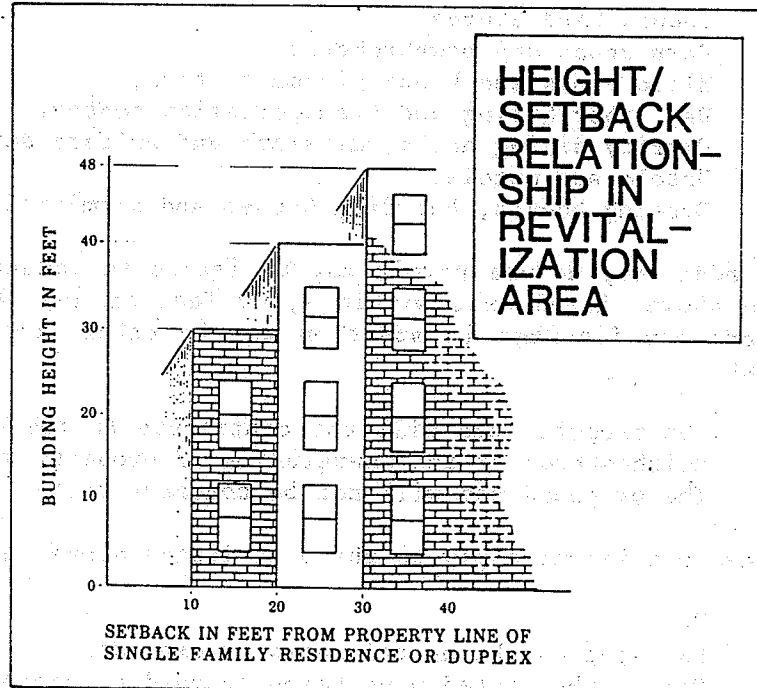 HEIGHT/
SETBACK
RELATION-
SHIP IN
REVITAL-
IZATION
AREA
BUILDING HEIGHT IN FEET
48
40
30
20
10
0
10 20 30 40
SETBACK IN FEET FROM PROPERTY LINE OF
SINGLE FAMILY RESIDENCE OR DUPLEX